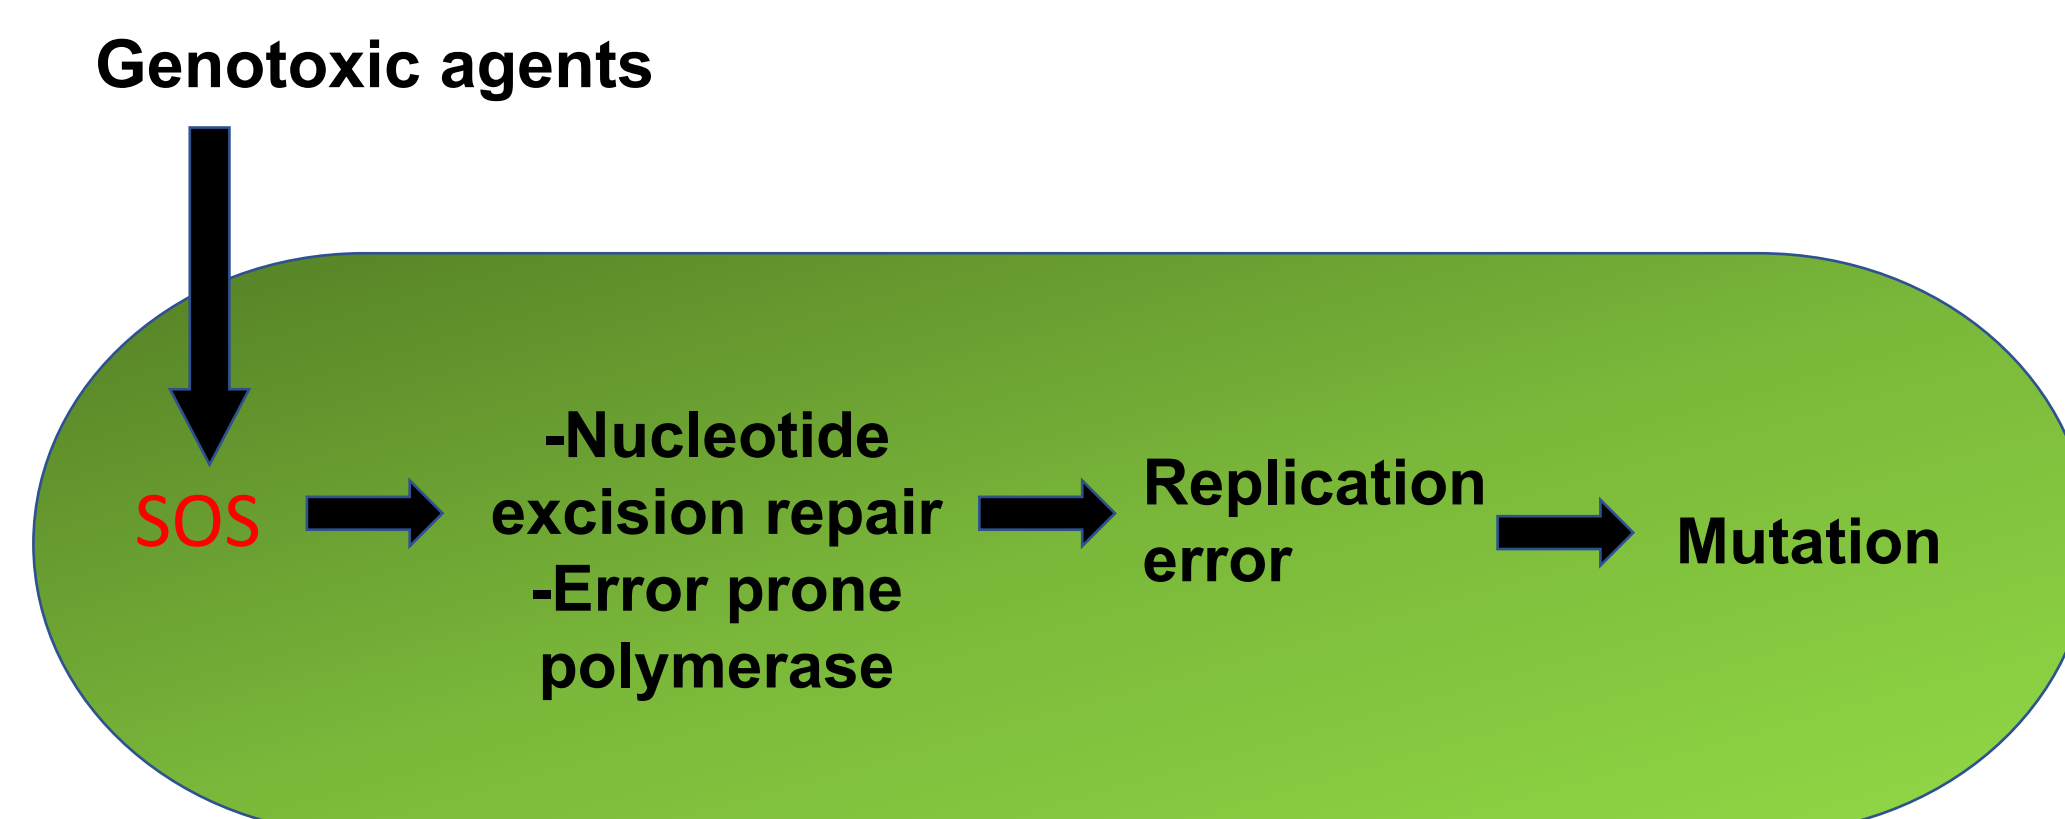 Genotoxic agents
SOS
-Nucleotide
excision repair
-Error prone
polymerase
Replication
error
Mutation